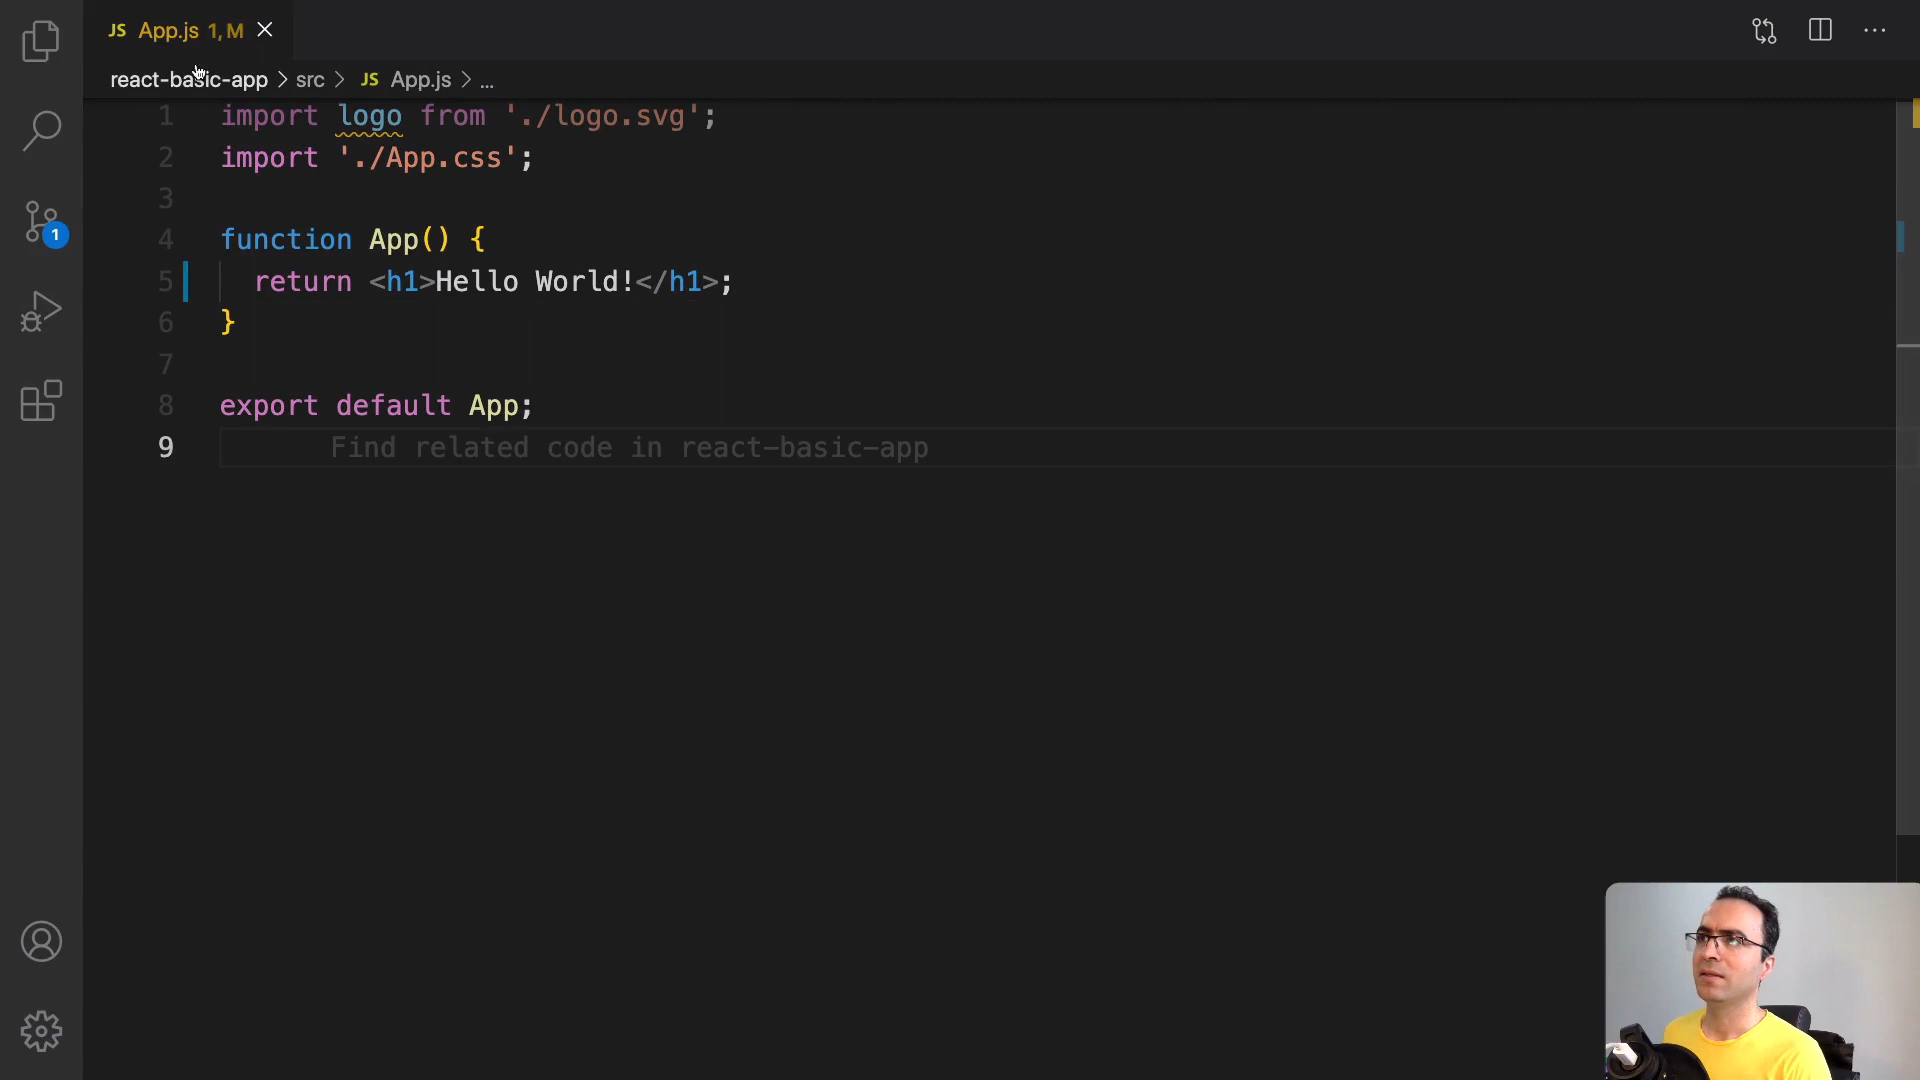 JS App.js 1, M
react-basic-app > src > JS App.js > ...
1 import logo from './logo.svg';
2 import './App.css';
3
4 function App() {
5 return <h1>Hello World!</h1>;
6 }
7
8 export default App;
9 Find related code in react-basic-app
1